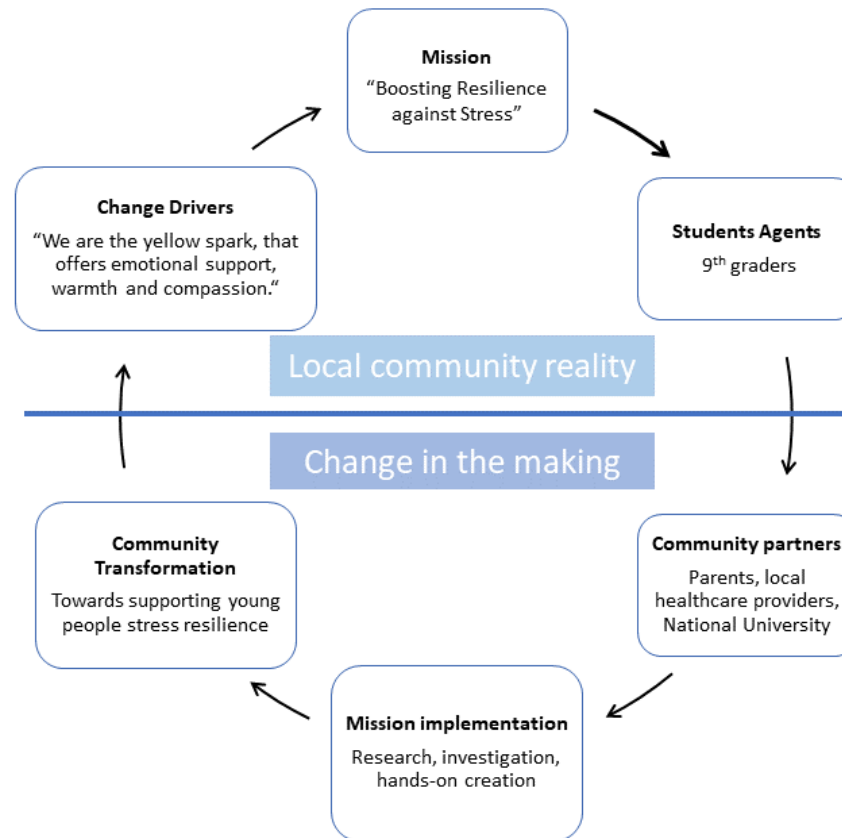 Mission
“Boosting Resilience
against Stress”
Change Drivers
“We are the yellow spark, that
offers emotional support,
warmth and compassion.“
Students Agents
9th graders
Local community reality
Change in the making
Community
Transformation
Towards supporting young
people stress resilience
Community partners
Parents, local
healthcare providers,
National University
Mission implementation
Research, investigation,
hands-on creation